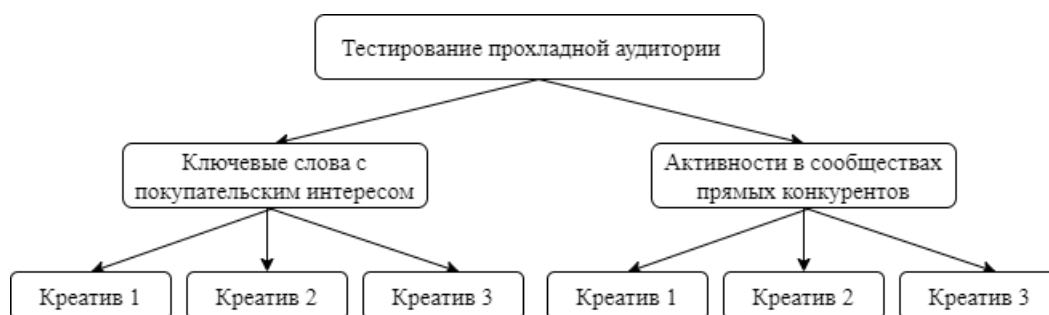 Тестирование прохладной аудитории
Ключевые слова с
покупательским интересом
Активности в сообществах
прямых конкурентов
Креатив 1
Креатив 2
Креатив 3
Креатив 1
Креатив 2
Креатив 3